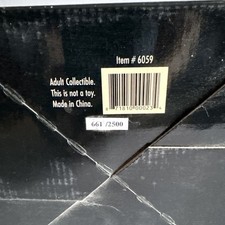 Item # 6059
Adult Collectible.
This is not a toy.
Made in China.
661 /2500